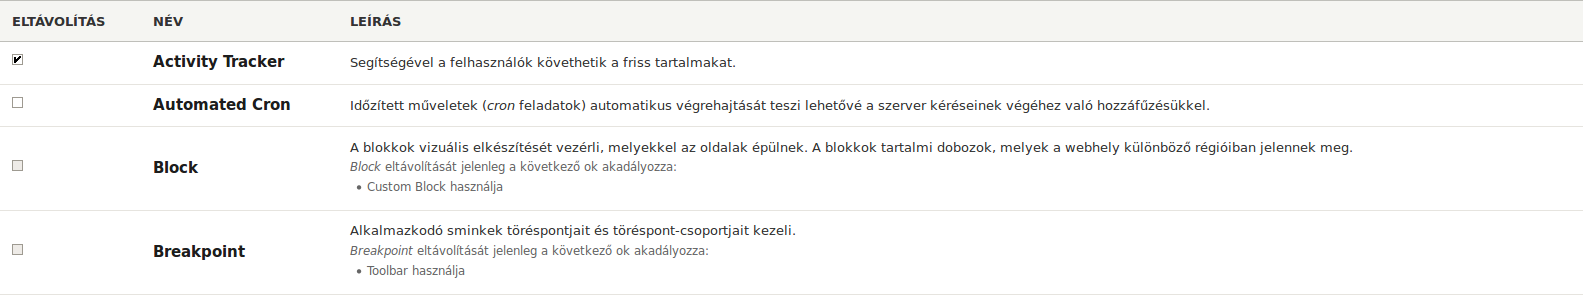 ELTÁVOLÍTÁS NÉV LEÍRÁS
Activity Tracker Segítségével a felhasználók követhetik a friss tartalmakat.
Automated Cron Időzített műveletek (cron feladatok) automatikus végrehajtását teszi lehetővé a szerver kéréseinek végéhez való hozzáfűzésükkel.
A blokkok vizuális elkészítését vezérli, melyekkel az oldalak épülnek. A blokkok tartalmi dobozok, melyek a webhely különböző régióiban jelennek meg.
Block Block eltávolítását jelenleg a következő ok akadályozza:
• Custom Block használja
Alkalmazkodó sminkek töréspontjait és töréspont-csoportjait kezeli.
Breakpoint Breakpoint eltávolítását jelenleg a következő ok akadályozza:
• Toolbar használja